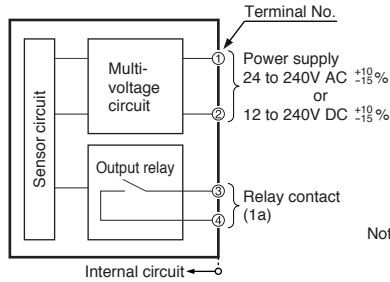 Terminal No.
Sensor circuit
Multi-
voltage
circuit
①
②
Power supply
24 to 240V AC +10 -15 %
or
12 to 240V DC +10 -15 %
Output relay
③
④
Relay contact
(1a)
Not
Internal circuit